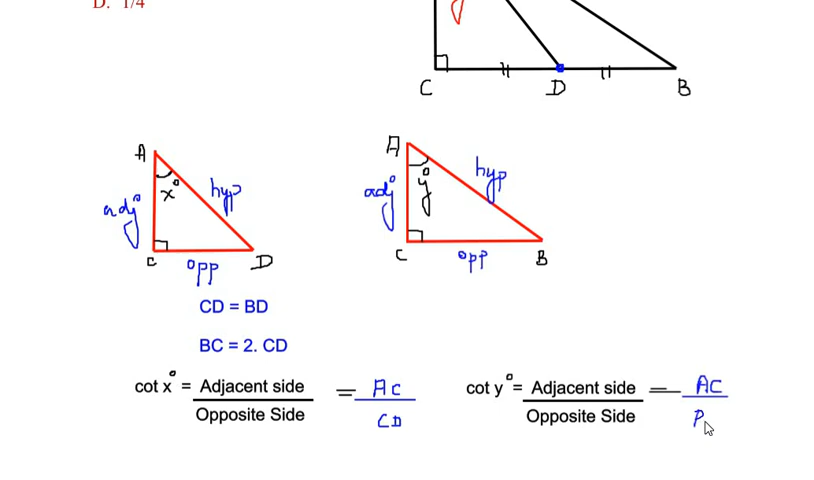 D. 1/4
y
C D B
A A
x° hyp y° hyp
adj adj
C opp D C opp B
CD = BD
BC = 2. CD
cot x° = Adjacent side / Opposite Side = AC / CD
cot y° = Adjacent side / Opposite Side = AC